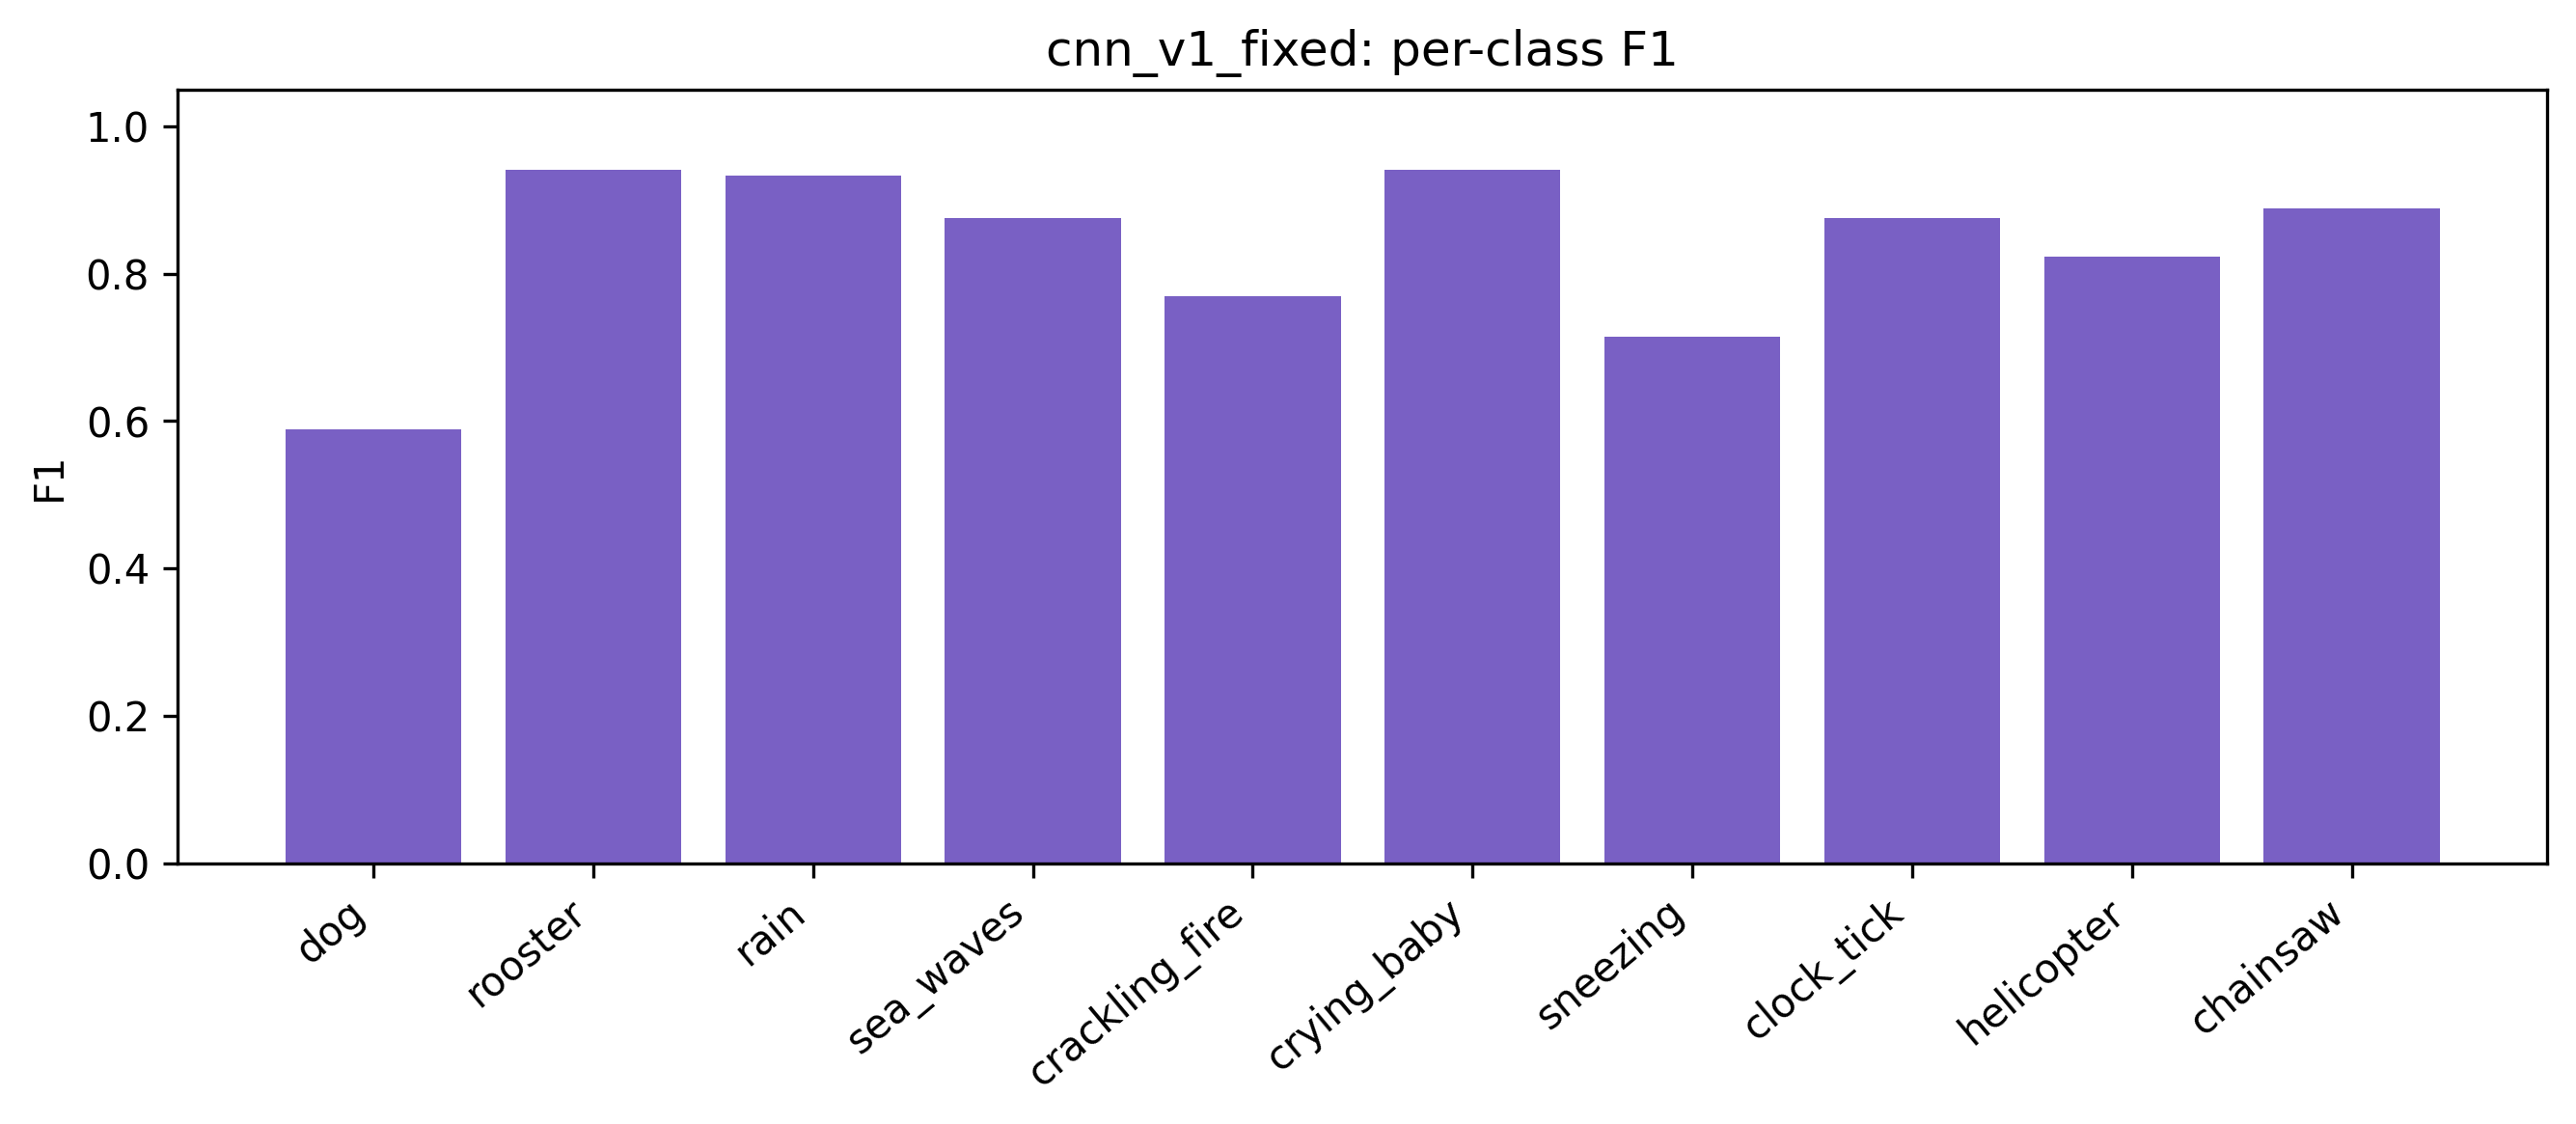 cnn_v1_fixed: per-class F1
1.0
0.8
0.6
0.4
0.2
0.0
F1
dog
rooster
rain
sea_waves
crackling_fire
crying_baby
sneezing
clock_tick
helicopter
chainsaw